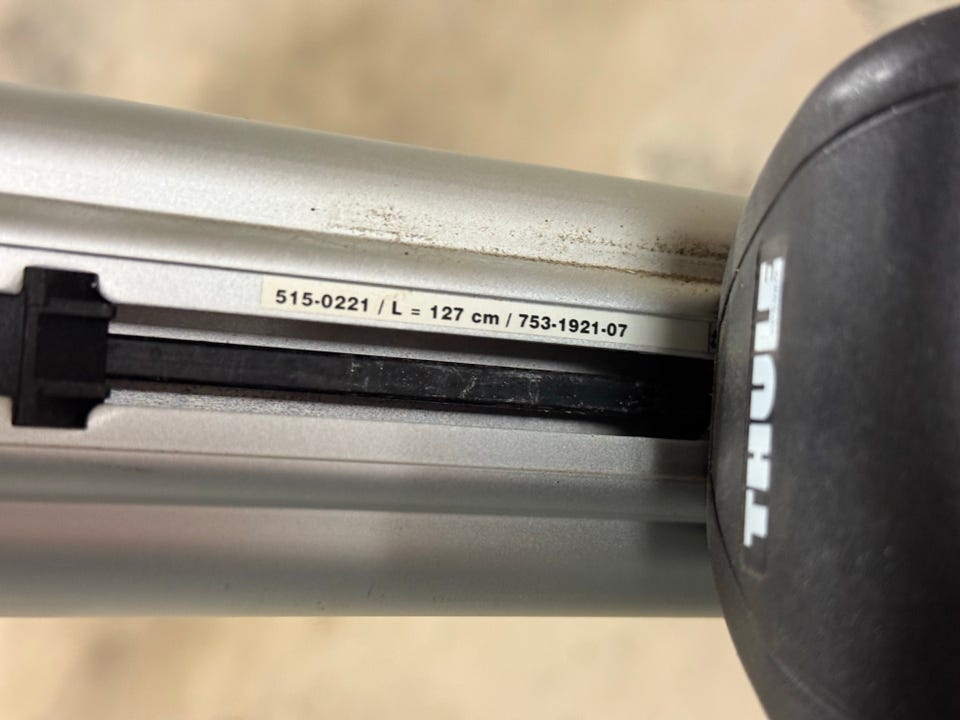 515-0221 / L = 127 cm / 753-1921-07
THULE